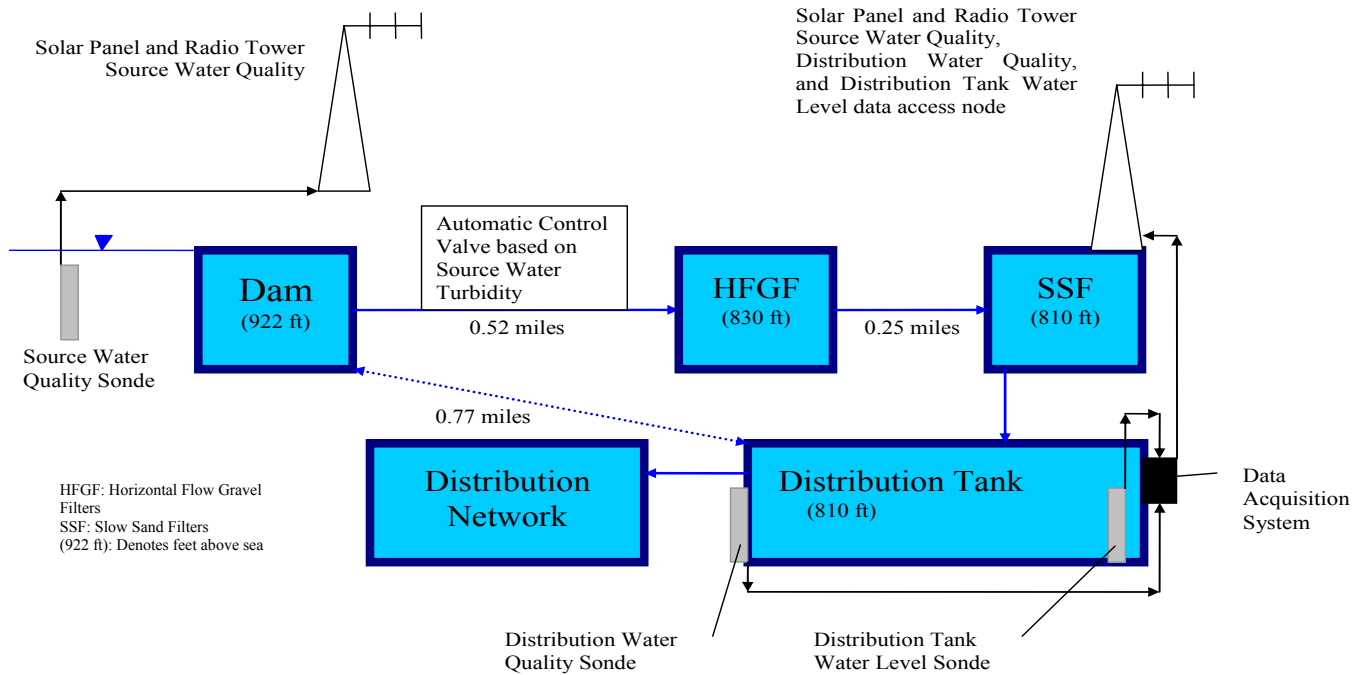 Solar Panel and Radio Tower
Source Water Quality
Solar Panel and Radio Tower
Source Water Quality,
Distribution Water Quality,
and Distribution Tank Water
Level data access node
Automatic Control
Valve based on
Source Water
Turbidity
Dam
(922 ft)
HFGF
(830 ft)
SSF
(810 ft)
0.52 miles
0.25 miles
Source Water
Quality Sonde
0.77 miles
Distribution
Network
Distribution Tank
(810 ft)
Data
Acquisition
System
HFGF: Horizontal Flow Gravel
Filters
SSF: Slow Sand Filters
(922 ft): Denotes feet above sea
Distribution Water
Quality Sonde
Distribution Tank
Water Level Sonde